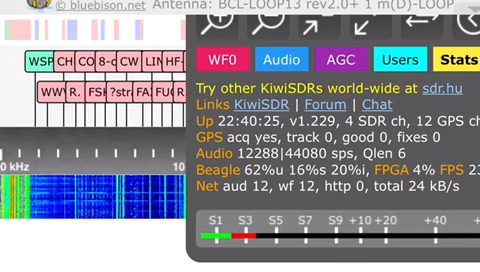 © bluebison.net Antenna: BCL-LOOP13 rev2.0+ 1 m(D)-LOOP
WSP CH CO 8-c CW LIN HF-
WW R. FSK ?str FAX FUG R
WF0 Audio AGC Users Stats
Try other KiwiSDRs world-wide at sdr.hu
Links KiwiSDR | Forum | Chat
Up 22:40:25, v1.229, 4 SDR ch, 12 GPS ch
GPS acq yes, track 0, good 0, fixes 0
Audio 12288|44080 sps, Qlen 6
Beagle 62%u 16%s 20%i, FPGA 4% FPS 23
Net aud 12, wf 12, http 0, total 24 kB/s
0 kHz 10
S1 S3 S5 S7 S9 +10 +20 +40